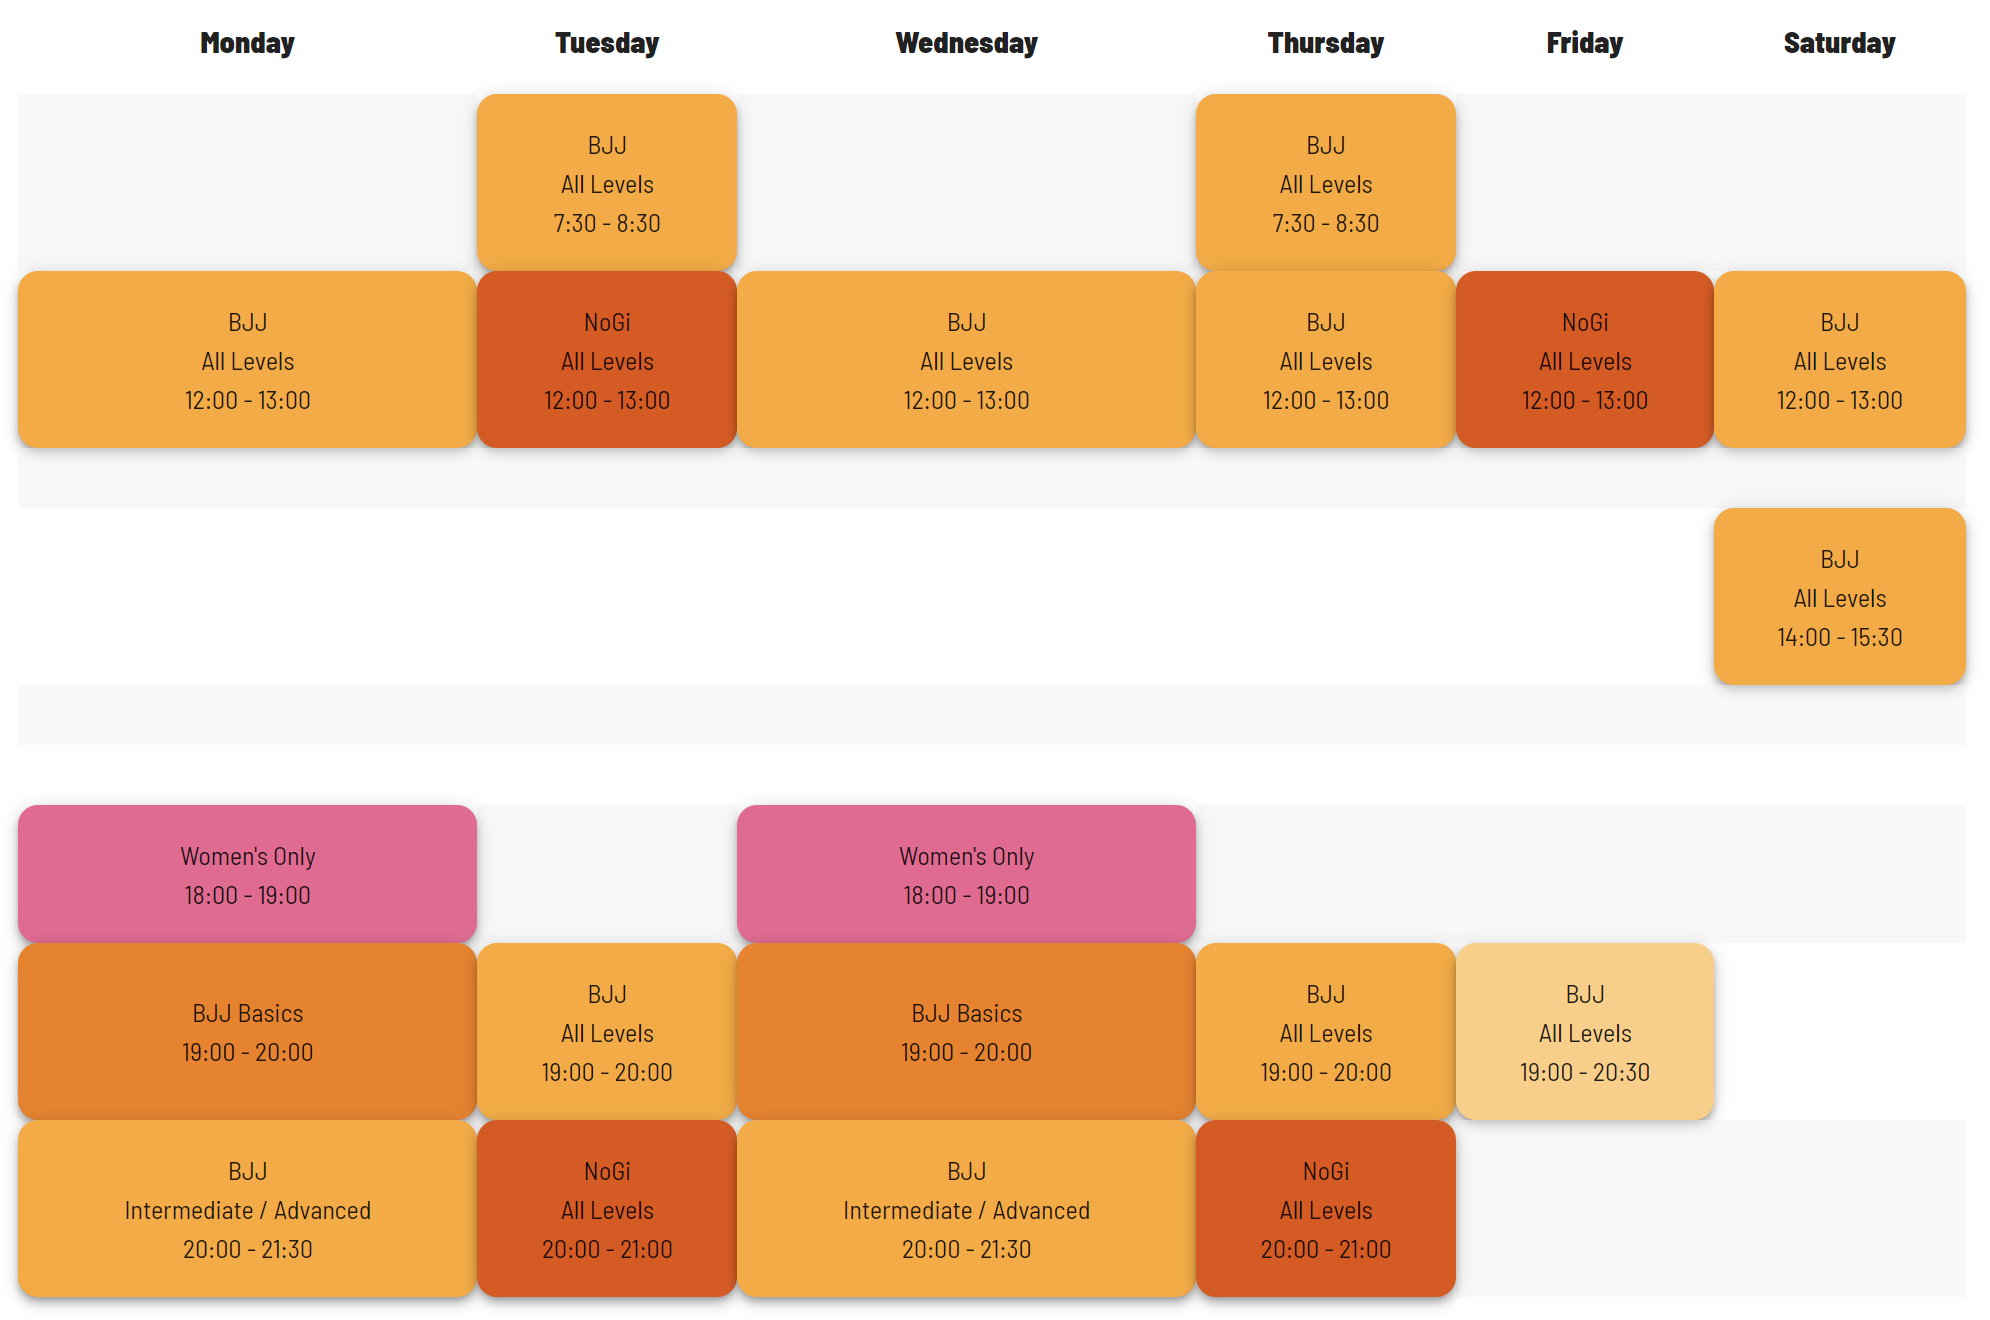 Monday
Tuesday
Wednesday
Thursday
Friday
Saturday
BJJ
All Levels
7:30 - 8:30
BJJ
All Levels
7:30 - 8:30
BJJ
All Levels
12:00 - 13:00
NoGi
All Levels
12:00 - 13:00
BJJ
All Levels
12:00 - 13:00
BJJ
All Levels
12:00 - 13:00
NoGi
All Levels
12:00 - 13:00
BJJ
All Levels
12:00 - 13:00
BJJ
All Levels
14:00 - 15:30
Women's Only
18:00 - 19:00
Women's Only
18:00 - 19:00
BJJ Basics
19:00 - 20:00
BJJ
All Levels
19:00 - 20:00
BJJ Basics
19:00 - 20:00
BJJ
All Levels
19:00 - 20:00
BJJ
All Levels
19:00 - 20:30
BJJ
Intermediate / Advanced
20:00 - 21:30
NoGi
All Levels
20:00 - 21:00
BJJ
Intermediate / Advanced
20:00 - 21:30
NoGi
All Levels
20:00 - 21:00